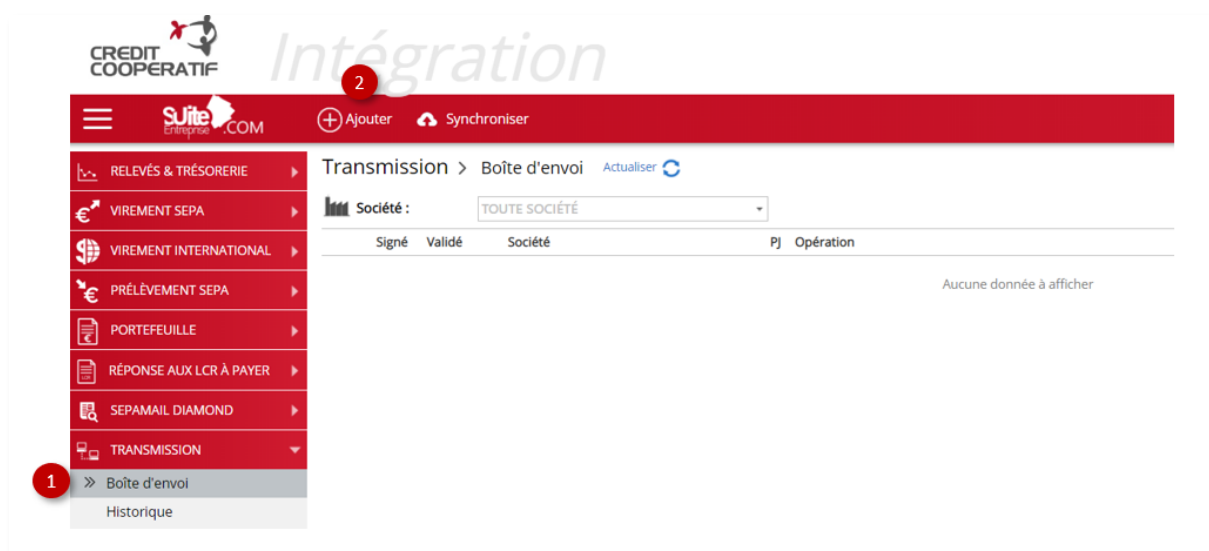 CREDIT
COOPERATIF
Intégration
2
SUite
Entreprise .COM
Ajouter
Synchroniser
RELEVÉS & TRÉSORERIE
Transmission > Boîte d'envoi Actualiser
VIREMENT SEPA
Société : TOUTE SOCIÉTÉ
VIREMENT INTERNATIONAL
Signé Validé Société PJ Opération
PRÉLÈVEMENT SEPA
Aucune donnée à afficher
PORTEFEUILLE
RÉPONSE AUX LCR À PAYER
SEPAMAIL DIAMOND
TRANSMISSION
1
Boîte d'envoi
Historique